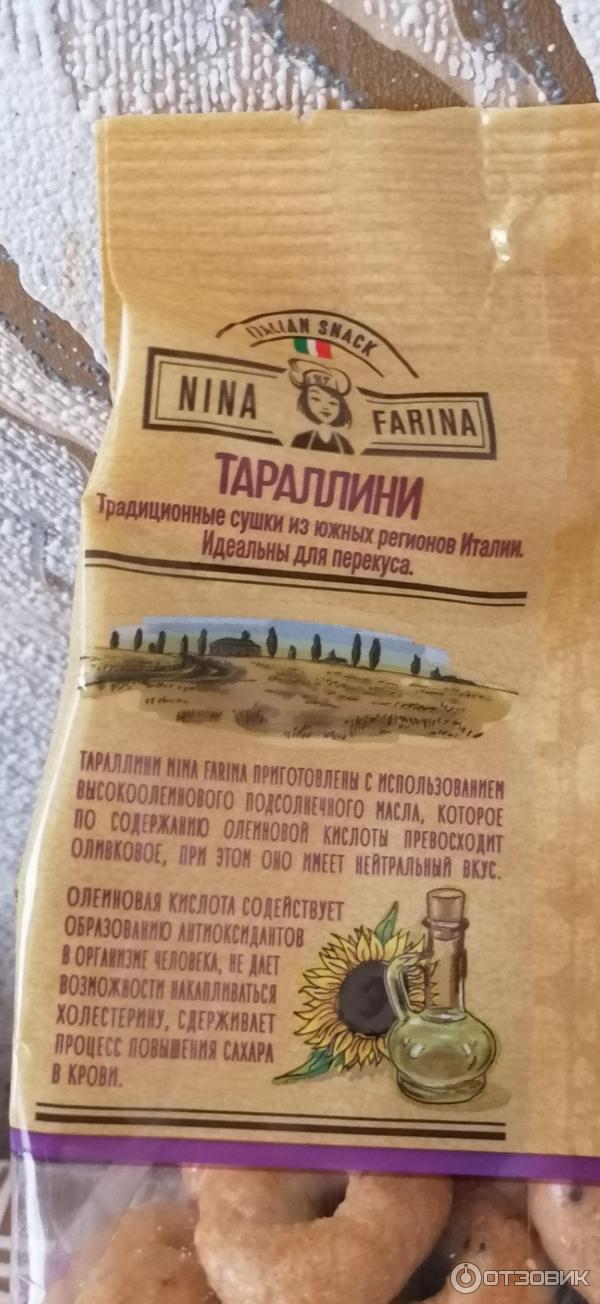 ITALIAN SNACK
NINA FARINA
ТАРАЛЛИНИ
Традиционные сушки из южных регионов Италии.
Идеальны для перекуса.
ТАРАЛЛИНИ NINA FARINA ПРИГОТОВЛЕНЫ С ИСПОЛЬЗОВАНИЕМ
ВЫСОКООЛЕИНОВОГО ПОДСОЛНЕЧНОГО МАСЛА, КОТОРОЕ
ПО СОДЕРЖАНИЮ ОЛЕИНОВОЙ КИСЛОТЫ ПРЕВОСХОДИТ
ОЛИВКОВОЕ, ПРИ ЭТОМ ОНО ИМЕЕТ НЕЙТРАЛЬНЫЙ ВКУС.
ОЛЕИНОВАЯ КИСЛОТА СОДЕЙСТВУЕТ
ОБРАЗОВАНИЮ АНТИОКСИДАНТОВ
В ОРГАНИЗМЕ ЧЕЛОВЕКА, НЕ ДАЕТ
ВОЗМОЖНОСТИ НАКАПЛИВАТЬСЯ
ХОЛЕСТЕРИНУ, СДЕРЖИВАЕТ
ПРОЦЕСС ПОВЫШЕНИЯ САХАРА
В КРОВИ.
ОТЗОВИК